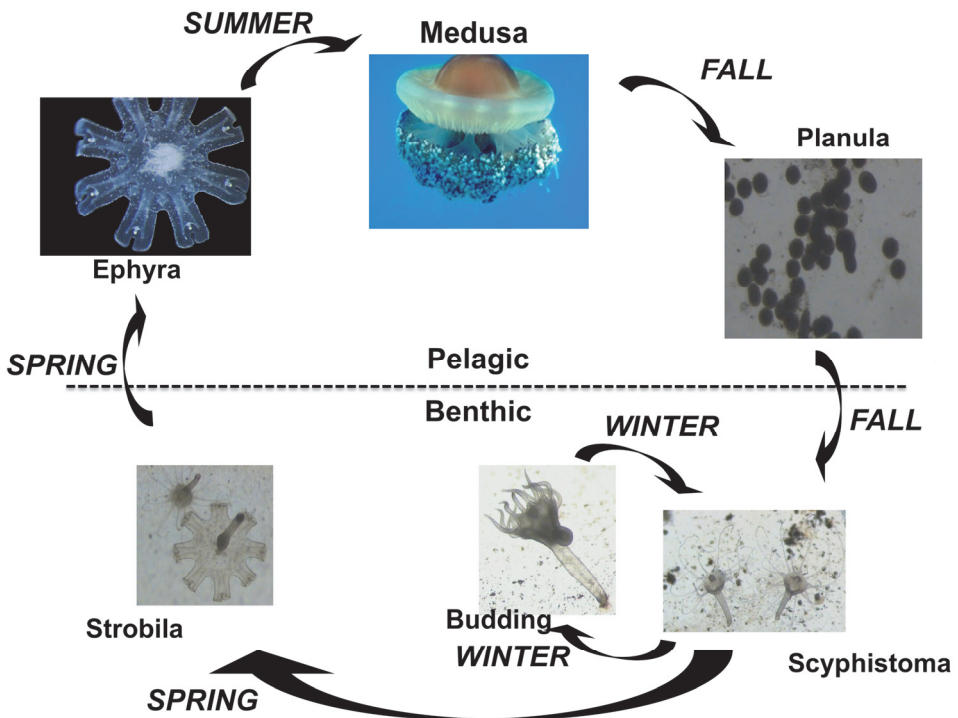 SUMMER
Medusa
FALL
Planula
Ephyra
SPRING
Pelagic
Benthic
WINTER
FALL
Strobila
Budding
WINTER
Scyphistoma
SPRING